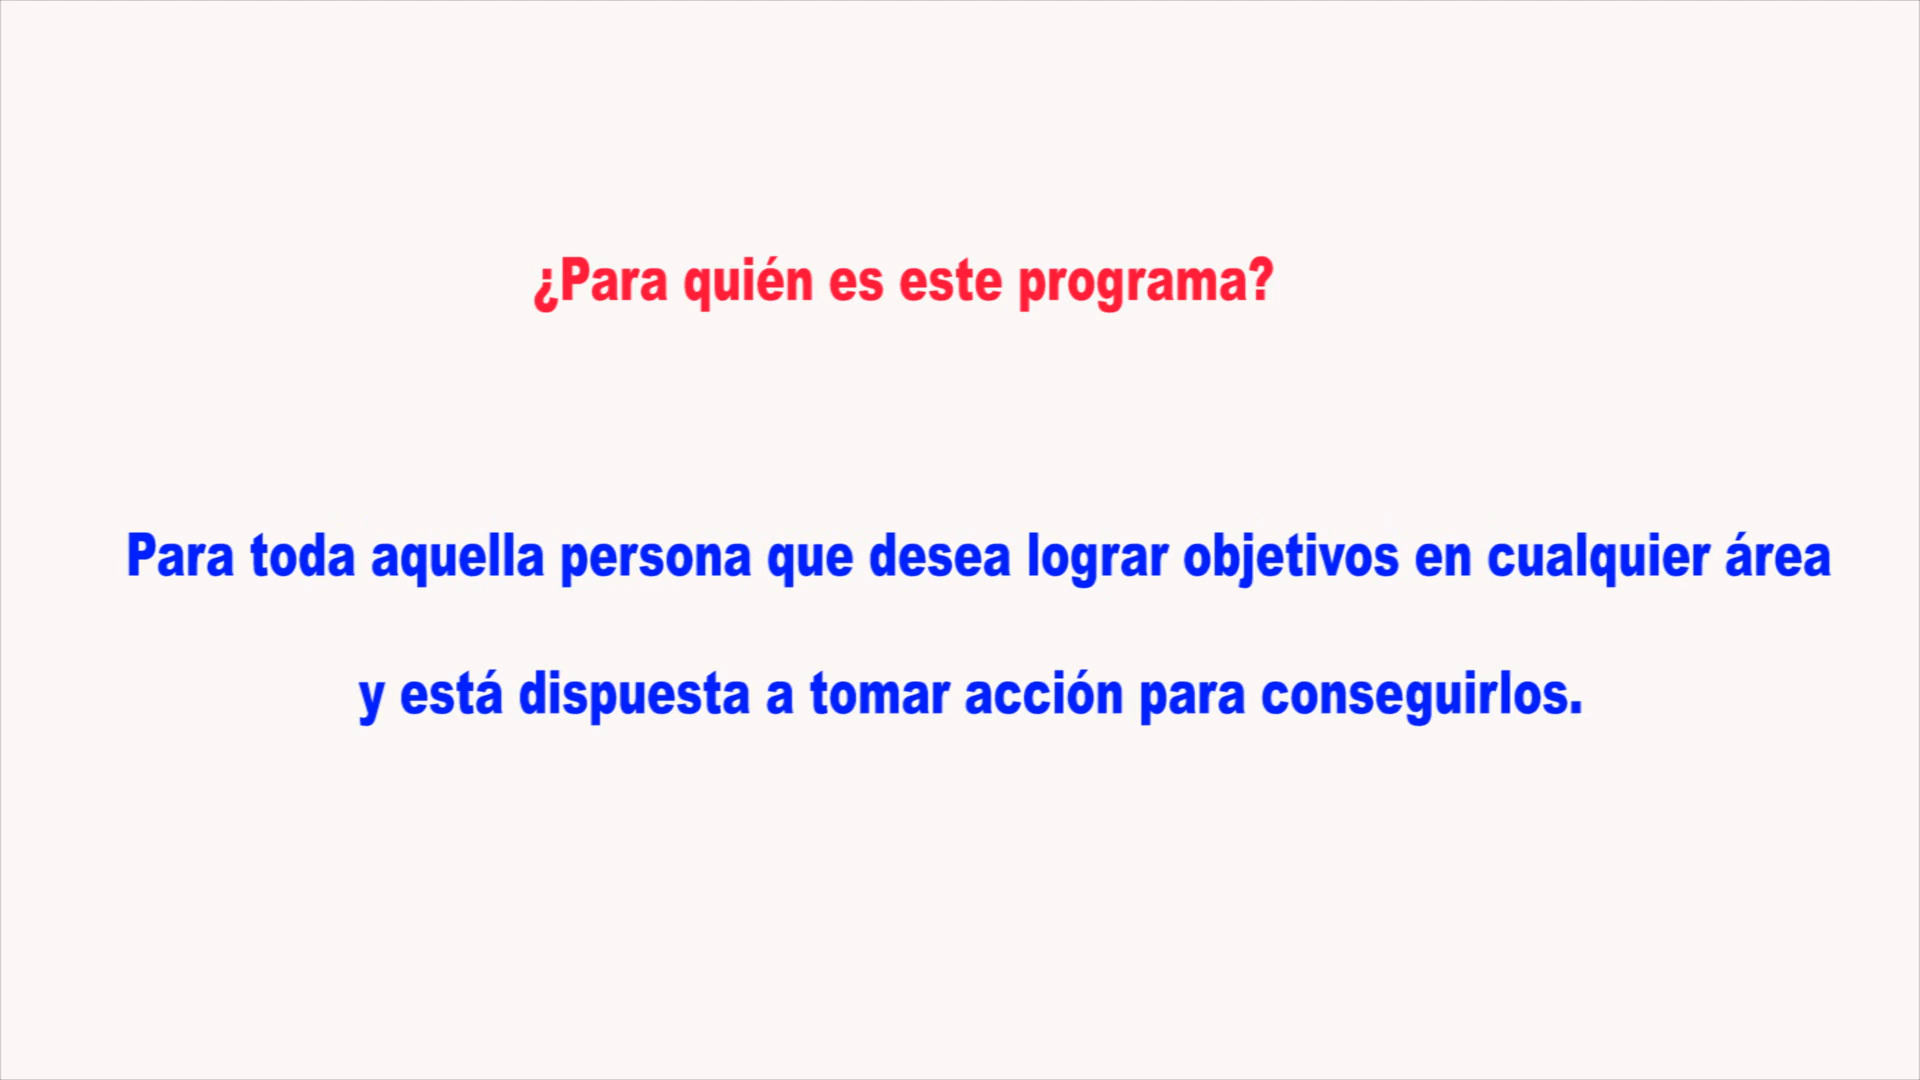 ¿Para quién es este programa?
Para toda aquella persona que desea lograr objetivos en cualquier área
y está dispuesta a tomar acción para conseguirlos.